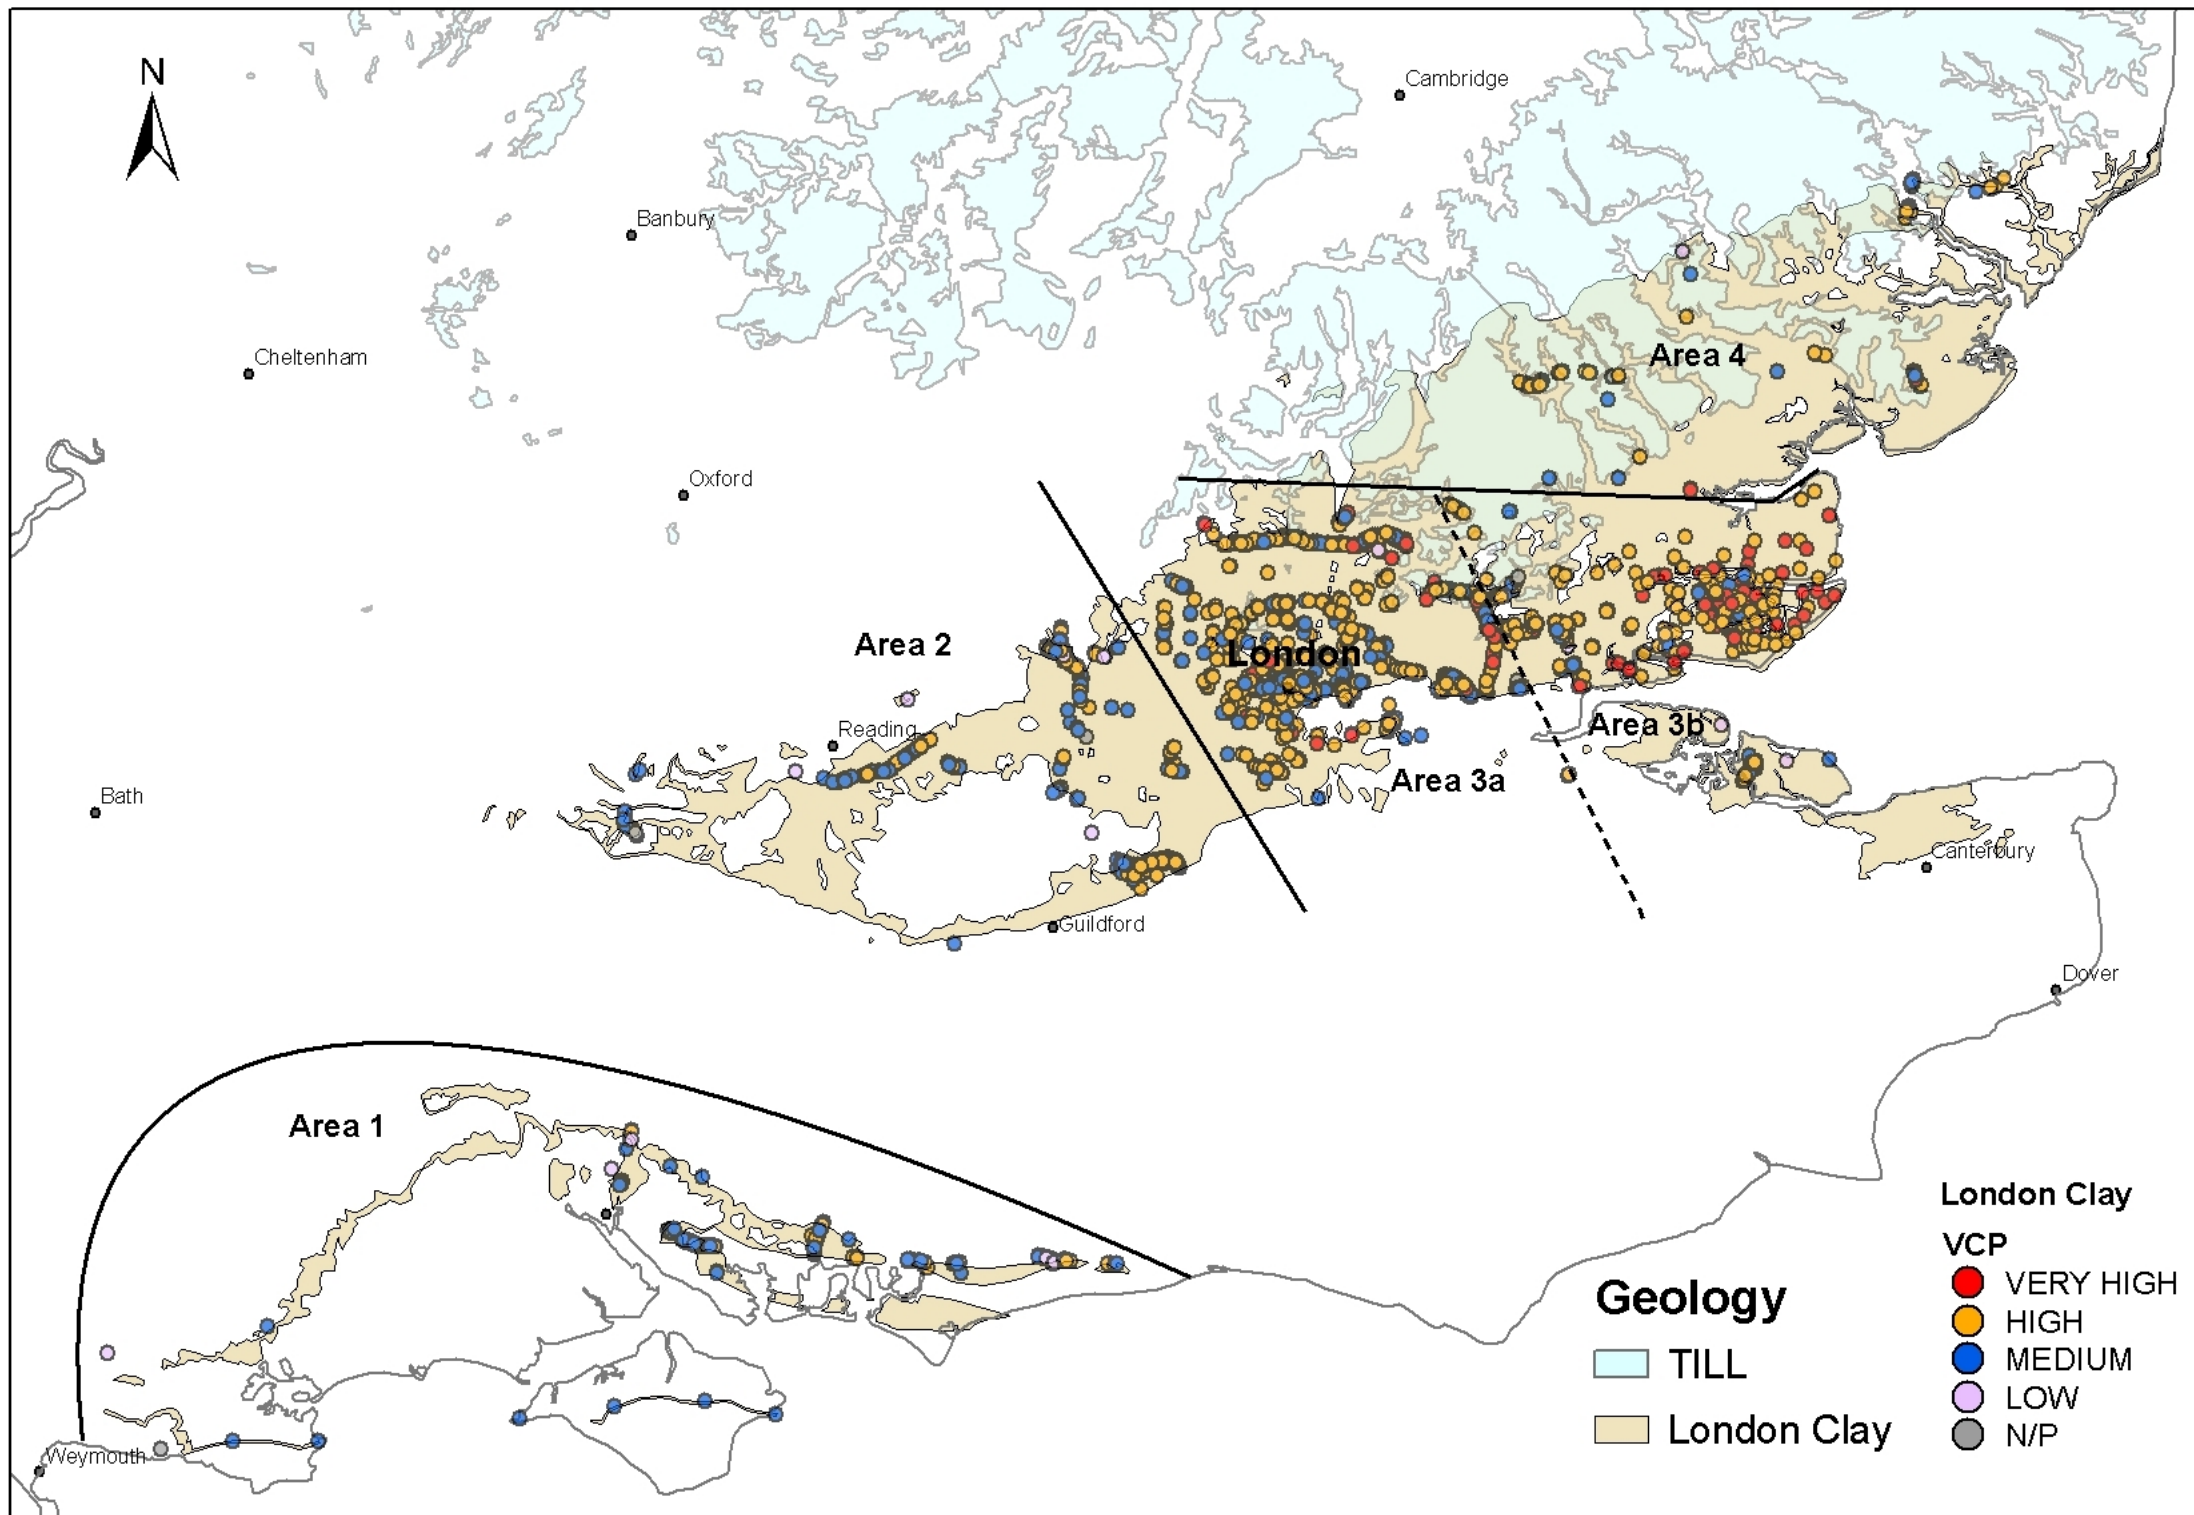 N
Cambridge
Banbury
Cheltenham
Area 4
Oxford
Area 2
London
Reading
Area 3b
Area 3a
Bath
Canterbury
Guildford
Dover
Area 1
Weymouth
London Clay
VCP
VERY HIGH
HIGH
MEDIUM
LOW
N/P
Geology
TILL
London Clay